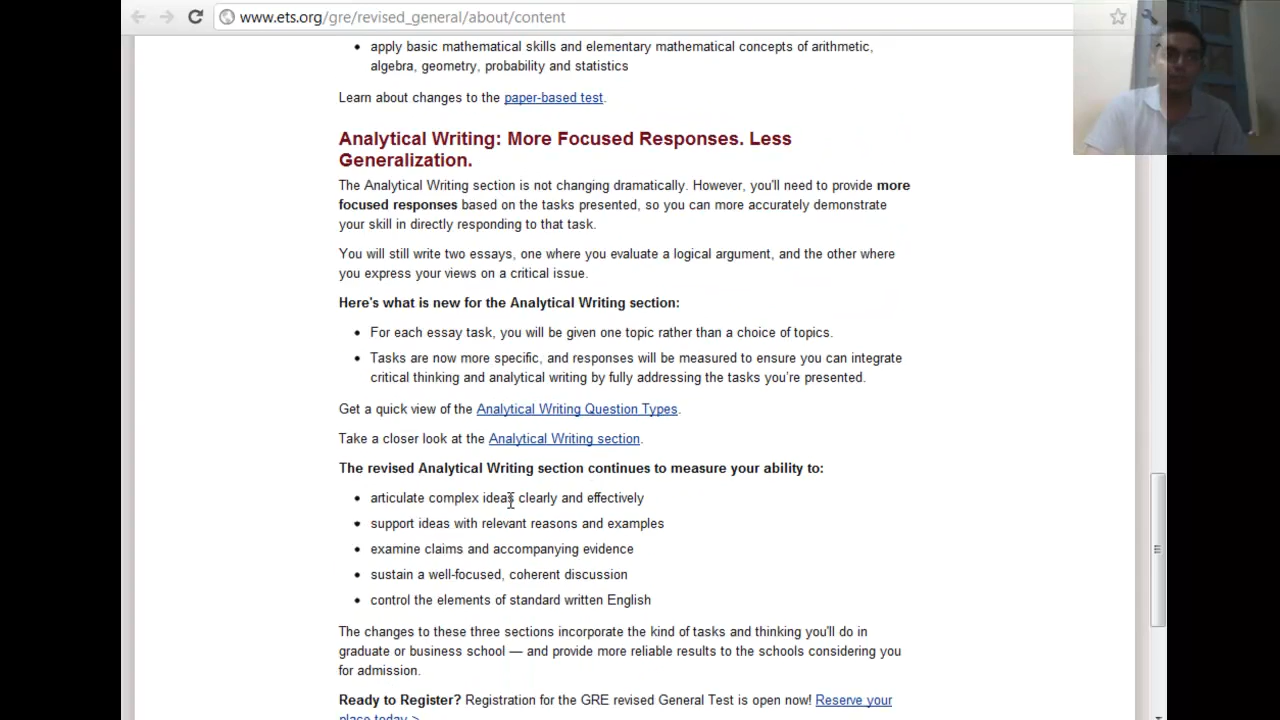 www.ets.org/gre/revised_general/about/content
• apply basic mathematical skills and elementary mathematical concepts of arithmetic,
algebra, geometry, probability and statistics
Learn about changes to the paper-based test.
Analytical Writing: More Focused Responses. Less
Generalization.
The Analytical Writing section is not changing dramatically. However, you'll need to provide more
focused responses based on the tasks presented, so you can more accurately demonstrate
your skill in directly responding to that task.
You will still write two essays, one where you evaluate a logical argument, and the other where
you express your views on a critical issue.
Here's what is new for the Analytical Writing section:
• For each essay task, you will be given one topic rather than a choice of topics.
• Tasks are now more specific, and responses will be measured to ensure you can integrate
critical thinking and analytical writing by fully addressing the tasks you're presented.
Get a quick view of the Analytical Writing Question Types.
Take a closer look at the Analytical Writing section.
The revised Analytical Writing section continues to measure your ability to:
• articulate complex ideas clearly and effectively
• support ideas with relevant reasons and examples
• examine claims and accompanying evidence
• sustain a well-focused, coherent discussion
• control the elements of standard written English
The changes to these three sections incorporate the kind of tasks and thinking you'll do in
graduate or business school — and provide more reliable results to the schools considering you
for admission.
Ready to Register? Registration for the GRE revised General Test is open now! Reserve your
place today >